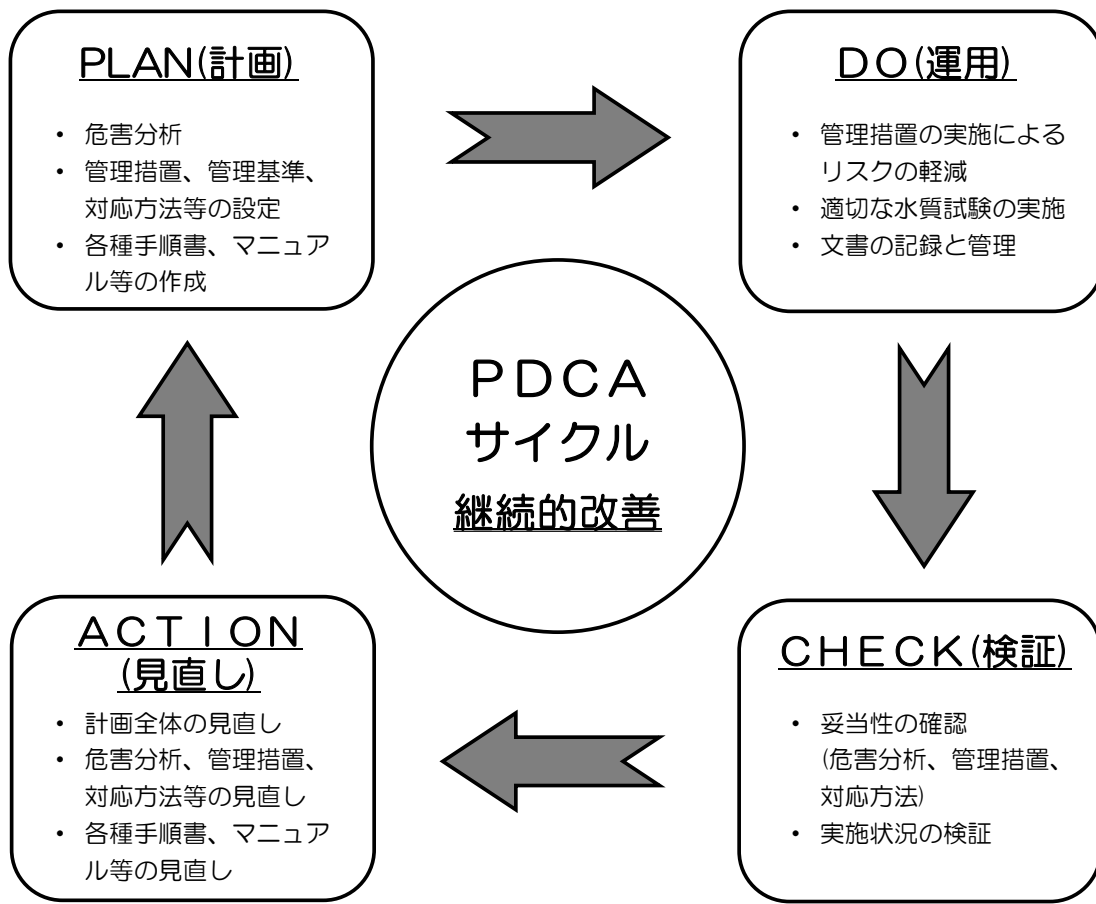 PLAN(計画)
・ 危害分析
・ 管理措置、管理基準、
対応方法等の設定
・ 各種手順書、マニュア
ル等の作成
ＤＯ(運用)
・ 管理措置の実施による
リスクの軽減
・ 適切な水質試験の実施
・ 文書の記録と管理
ＰＤＣＡ
サイクル
継続的改善
ＡＣＴＩＯＮ
(見直し)
・ 計画全体の見直し
・ 危害分析、管理措置、
対応方法等の見直し
・ 各種手順書、マニュア
ル等の見直し
ＣＨＥＣＫ(検証)
・ 妥当性の確認
(危害分析、管理措置、
対応方法)
・ 実施状況の検証